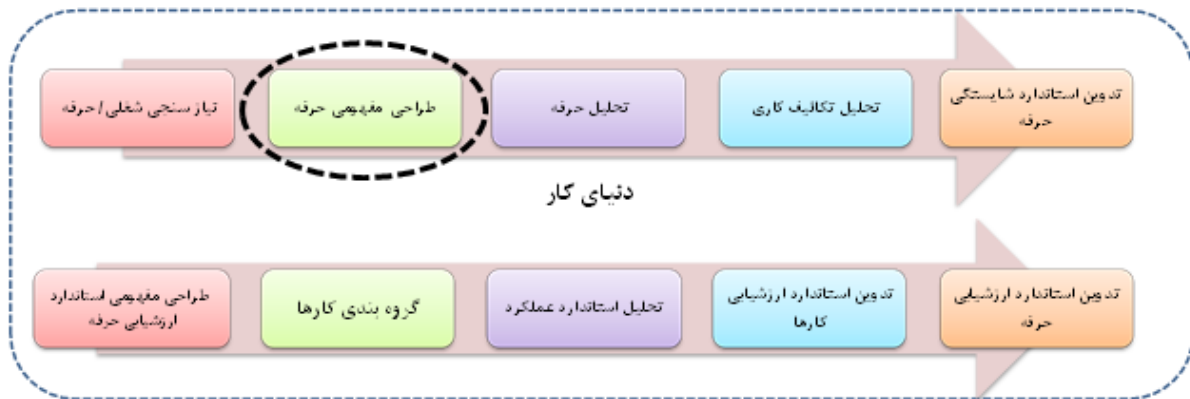 نیاز سنجی شغلی/ حرفه
طراحی مفهومی حرفه
تحلیل حرفه
تحلیل تکالیف کاری
تدوین استاندارد شایستگی
حرفه
دنیای کار
طراحی مفهومی استاندارد
ارزشیابی حرفه
گروه بندی کارها
تحلیل استاندارد عملکرد
تدوین استاندارد ارزشیابی
کارها
تدوین استاندارد ارزشیابی
حرفه